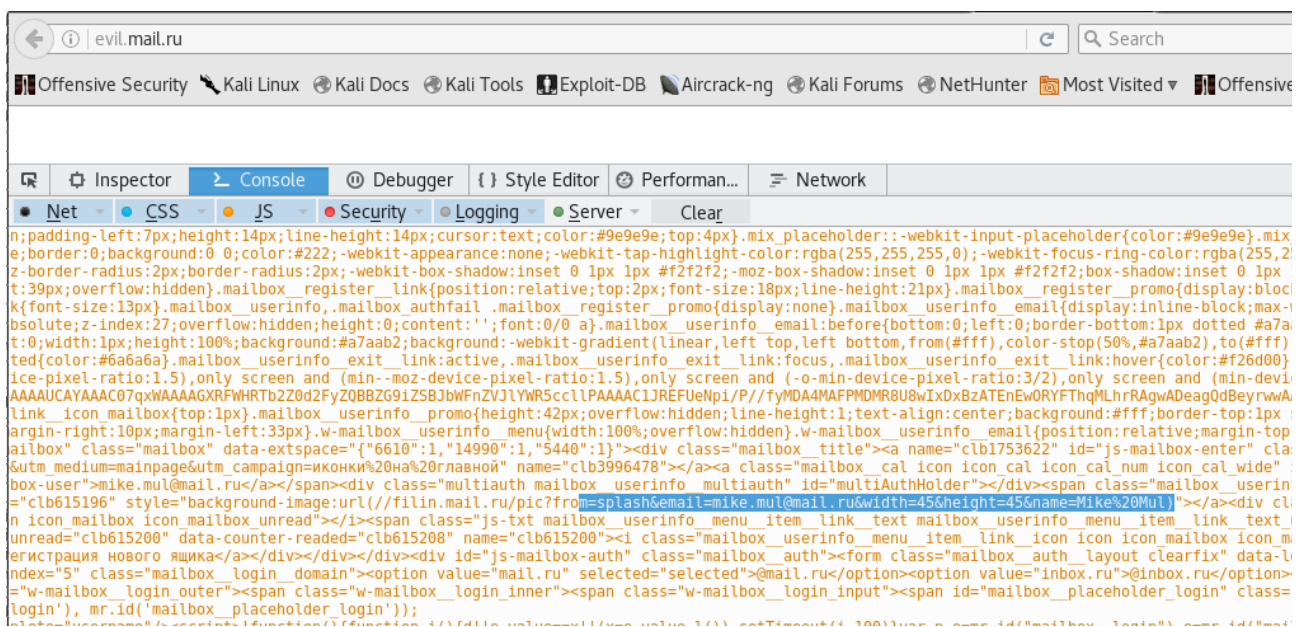 evil.mail.ru
Search
Offensive Security Kali Linux Kali Docs Kali Tools Exploit-DB Aircrack-ng Kali Forums NetHunter Most Visited Offensive
Inspector Console Debugger { } Style Editor Performan... Network
Net CSS JS Security Logging Server Clear
n;padding-left:7px;height:14px;line-height:14px;cursor:text;color:#9e9e9e;top:4px}.mix_placeholder::-webkit-input-placeholder{color:#9e9e9e}.mix_
e;border:0;background:0 0;color:#222;-webkit-appearance:none;-webkit-tap-highlight-color:rgba(255,255,255,0);-webkit-focus-ring-color:rgba(255,25
z-border-radius:2px;border-radius:2px;-webkit-box-shadow:inset 0 1px 1px #f2f2f2;-moz-box-shadow:inset 0 1px 1px #f2f2f2;box-shadow:inset 0 1px
t:39px;overflow:hidden}.mailbox__register__link{position:relative;top:2px;font-size:18px;line-height:21px}.mailbox__register__promo{display:bloc
k{font-size:13px}.mailbox__userinfo,.mailbox_authfail .mailbox__register__promo{display:none}.mailbox__userinfo__email{display:inline-block;max-w
bsolute;z-index:27;overflow:hidden;height:0;content:'';font:0/0 a}.mailbox__userinfo__email:before{bottom:0;left:0;border-bottom:1px dotted #a7aa
t:0;width:1px;height:100%;background:#a7aab2;background:-webkit-gradient(linear,left top,left bottom,from(#fff),color-stop(50%,#a7aab2),to(#fff)
ted{color:#6a6a6a}.mailbox__userinfo__exit__link:active,.mailbox__userinfo__exit__link:focus,.mailbox__userinfo__exit__link:hover{color:#f26d00}
ice-pixel-ratio:1.5),only screen and (min--moz-device-pixel-ratio:1.5),only screen and (-o-min-device-pixel-ratio:3/2),only screen and (min-devic
link__icon_mailbox{top:1px}.mailbox__userinfo__promo{height:42px;overflow:hidden;line-height:1;text-align:center;background:#fff;border-top:1px
argin-right:10px;margin-left:33px}.w-mailbox__userinfo__menu{width:100%;overflow:hidden}.w-mailbox__userinfo__email{position:relative;margin-top
ailbox" class="mailbox" data-extspace="{"6610":1,"14990":1,"5440":1}"><div class="mailbox__title"><a name="clb1753622" id="js-mailbox-enter" clas
&utm_medium=mainpage&utm_campaign=иконки%20на%20главной" name="clb3996478"></a><a class="mailbox__cal icon icon_cal icon_cal_num icon_cal_wide"
box-user">mike.mul@mail.ru</a></span><div class="multiauth mailbox__userinfo__multiauth" id="multiAuthHolder"></div></div><div class="mailbox__userin
="clb615196" style="background-image:url(//filin.mail.ru/pic?from=splash&email=mike.mul@mail.ru&width=45&height=45&name=Mike%20Mul)"></a><div cla
n icon_mailbox icon_mailbox_unread"></i><span class="js-txt mailbox__userinfo__menu__item__link__text mailbox__userinfo__menu__item__link__text_u
unread="clb615200" data-counter-readed="clb615208" name="clb615200"><i class="mailbox__userinfo__menu__item__link__icon icon icon_mailbox icon_ma
егистрация нового ящика</a></div></div></div><div id="js-mailbox-auth" class="mailbox__auth"><form class="mailbox__auth__layout clearfix" data-l
ndex="5" class="mailbox__login__domain"><option value="mail.ru" selected="selected">@mail.ru</option><option value="inbox.ru">@inbox.ru</option>
="w-mailbox__login_outer"><span class="w-mailbox__login_inner"><span class="w-mailbox__login_input"><span id="mailbox__placeholder_login" class=
login'), mr.id('mailbox__placeholder_login'));